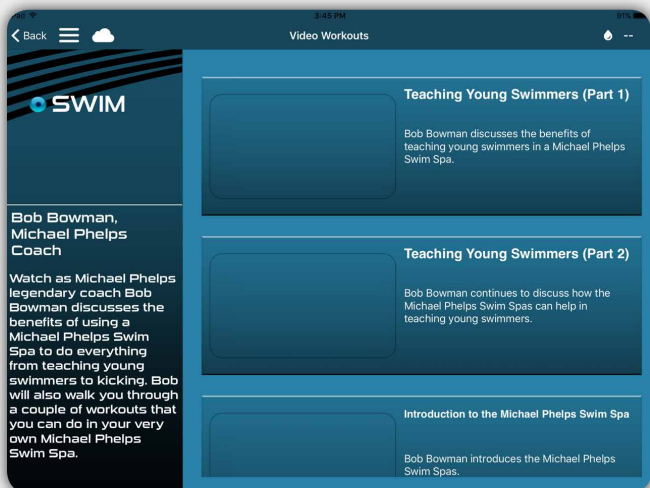 iPad
3:45 PM
91%
Back
Video Workouts
--
SWIM
Bob Bowman,
Michael Phelps
Coach
Watch as Michael Phelps
legendary coach Bob
Bowman discusses the
benefits of using a
Michael Phelps Swim
Spa to do everything
from teaching young
swimmers to kicking. Bob
will also walk you through
a couple of workouts that
you can do in your very
own Michael Phelps
Swim Spa.
Teaching Young Swimmers (Part 1)
Bob Bowman discusses the benefits of
teaching young swimmers in a Michael Phelps
Swim Spa.
Teaching Young Swimmers (Part 2)
Bob Bowman continues to discuss how the
Michael Phelps Swim Spas can help in
teaching young swimmers.
Introduction to the Michael Phelps Swim Spa
Bob Bowman introduces the Michael Phelps
Swim Spas.